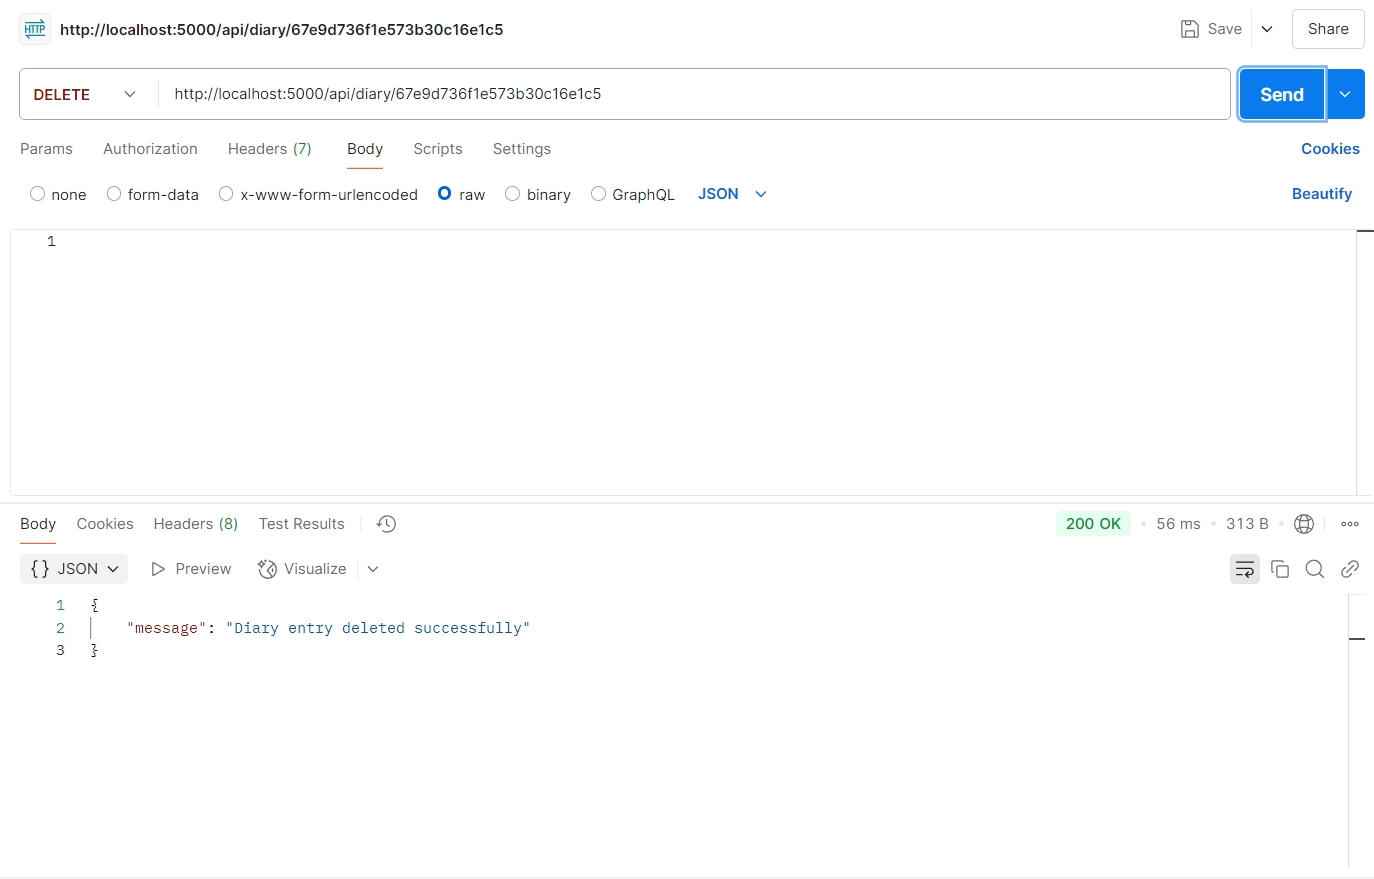 HTTP http://localhost:5000/api/diary/67e9d736f1e573b30c16e1c5 Save Share
DELETE http://localhost:5000/api/diary/67e9d736f1e573b30c16e1c5 Send
Params Authorization Headers (7) Body Scripts Settings Cookies
none form-data x-www-form-urlencoded raw binary GraphQL JSON Beautify
1
Body Cookies Headers (8) Test Results 200 OK • 56 ms • 313 B •
{} JSON Preview Visualize
1 {
2 "message": "Diary entry deleted successfully"
3 }